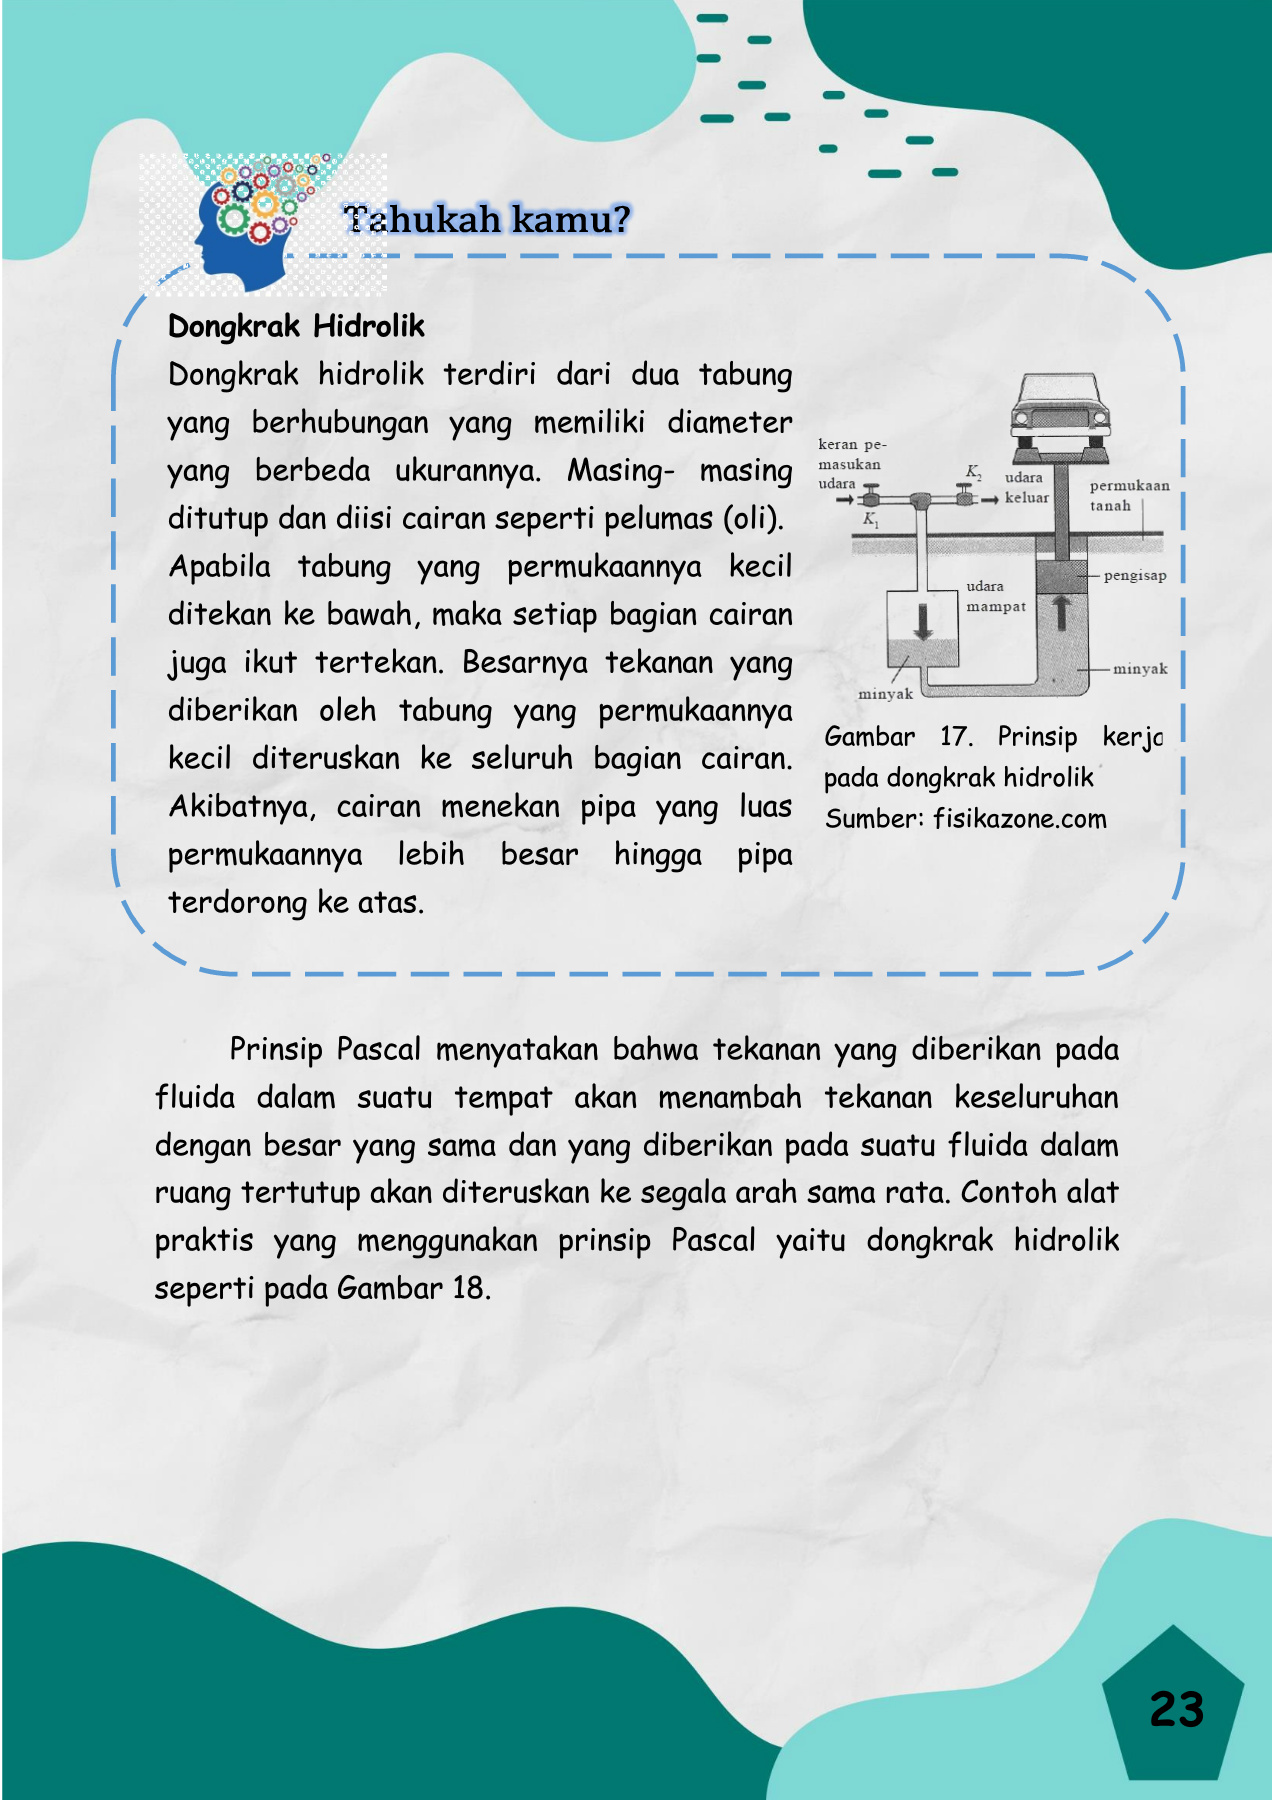 Tahukah kamu?
Dongkrak Hidrolik
Dongkrak hidrolik terdiri dari dua tabung
yang berhubungan yang memiliki diameter
yang berbeda ukurannya. Masing- masing
ditutup dan diisi cairan seperti pelumas (oli).
Apabila tabung yang permukaannya kecil
ditekan ke bawah, maka setiap bagian cairan
juga ikut tertekan. Besarnya tekanan yang
diberikan oleh tabung yang permukaannya
kecil diteruskan ke seluruh bagian cairan.
Akibatnya, cairan menekan pipa yang luas
permukaannya lebih besar hingga pipa
terdorong ke atas.
keran pe-
masukan
udara
K₁
K₂
udara
keluar
permukaan
tanah
pengisap
udara
mampat
minyak
minyak
Gambar 17. Prinsip kerja
pada dongkrak hidrolik
Sumber: fisikazone.com
Prinsip Pascal menyatakan bahwa tekanan yang diberikan pada
fluida dalam suatu tempat akan menambah tekanan keseluruhan
dengan besar yang sama dan yang diberikan pada suatu fluida dalam
ruang tertutup akan diteruskan ke segala arah sama rata. Contoh alat
praktis yang menggunakan prinsip Pascal yaitu dongkrak hidrolik
seperti pada Gambar 18.
23